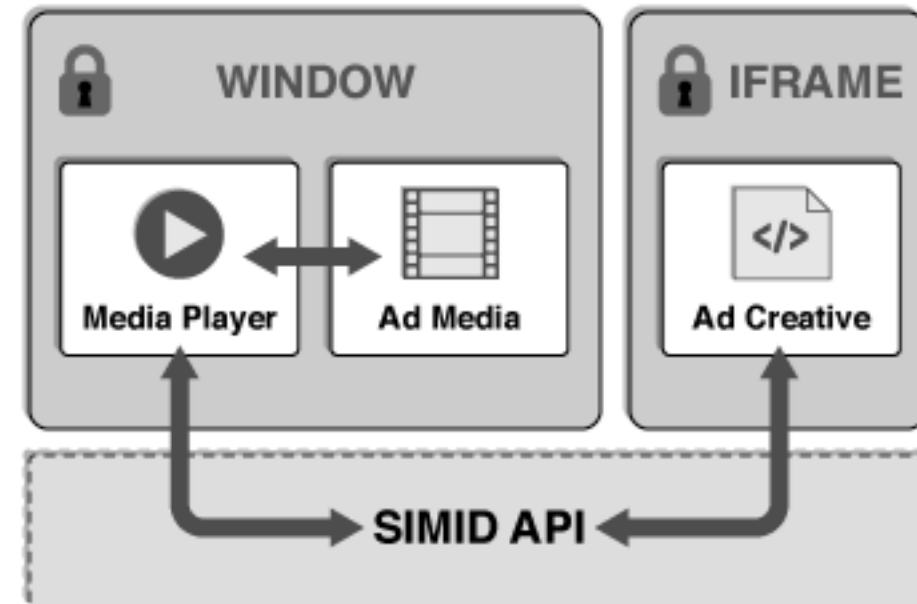 WINDOW
IFRAME
</>
Media Player
Ad Media
Ad Creative
SIMID API